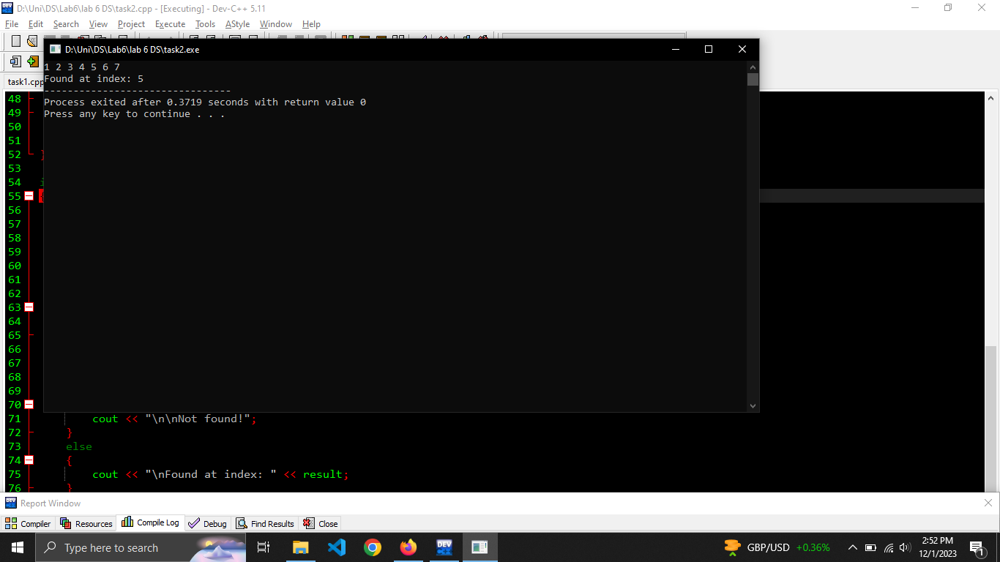 D:\Uni\DS\Lab6\lab 6 DS\task2.cpp - [Executing] - Dev-C++ 5.11
File Edit Search View Project Execute Tools AStyle Window Help
D:\Uni\DS\Lab6\lab 6 DS\task2.exe
1 2 3 4 5 6 7
Found at index: 5
--------------------------------
Process exited after 0.3719 seconds with return value 0
Press any key to continue . . .
task1.cpp
48
49
50
51
52 }
53
54
55 {
56
57
58
59
60
61
62
63
64
65
66
67
68
69
70
71 cout << "\n\nNot found!";
72 }
73 else
74 {
75 cout << "\nFound at index: " << result;
76 }
Report Window
Compiler Resources Compile Log Debug Find Results Close
Type here to search
GBP/USD +0.36%
2:52 PM
12/1/2023
1